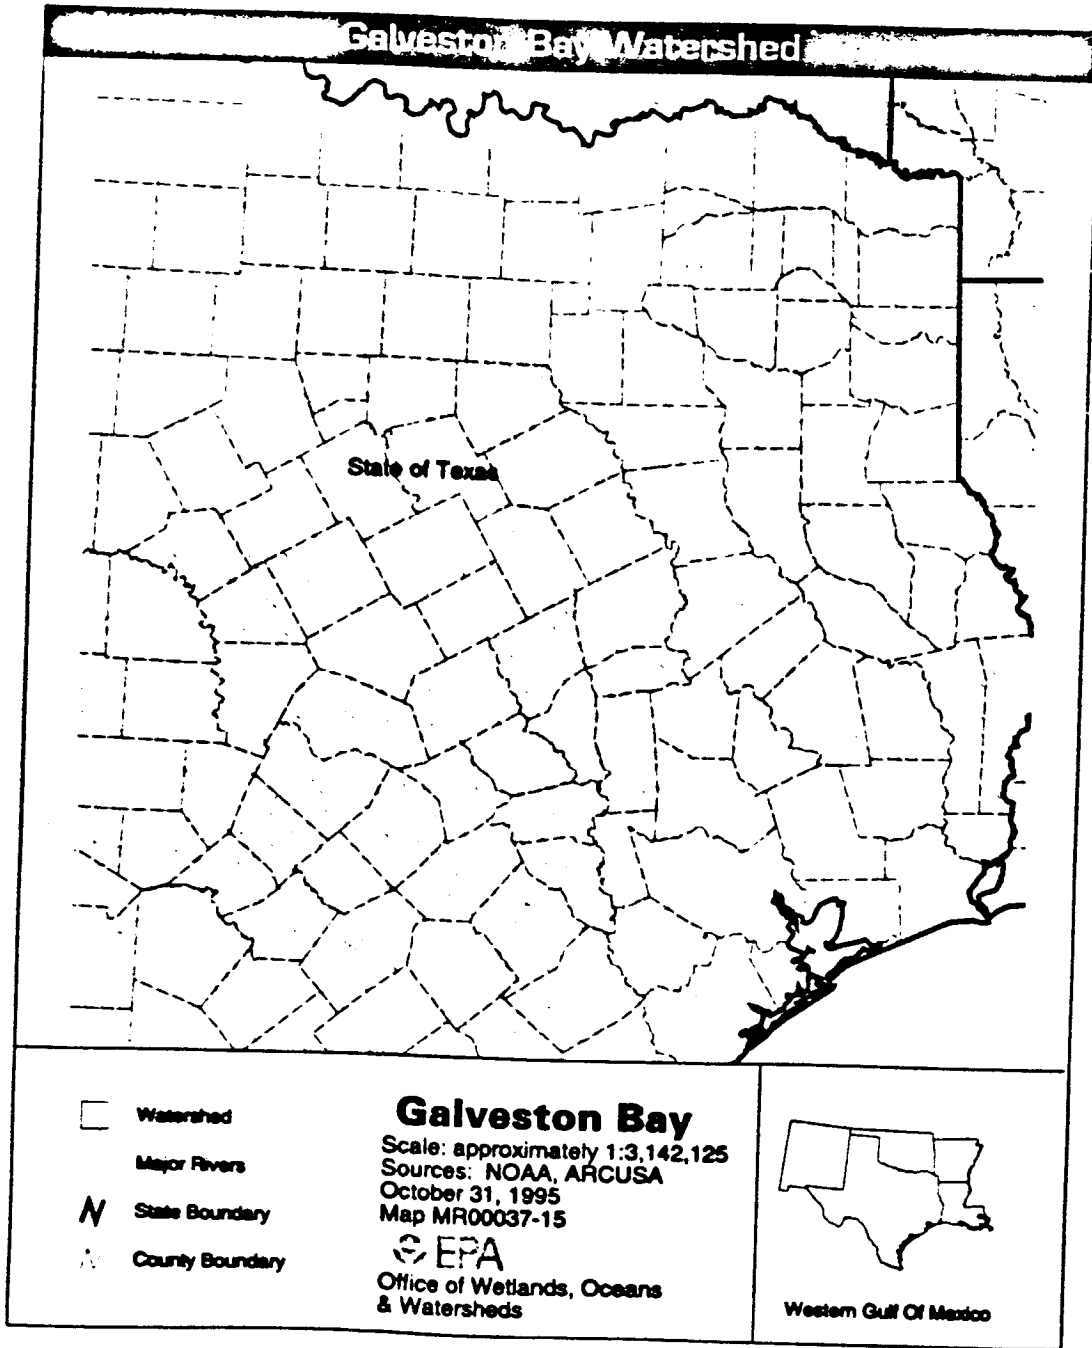 Galveston Bay Watershed
State of Texas
Watershed
Major Rivers
State Boundary
County Boundary
Galveston Bay
Scale: approximately 1:3,142,125
Sources: NOAA, ARCUSA
October 31, 1995
Map MR00037-15
EPA
Office of Wetlands, Oceans
& Watersheds
Western Gulf Of Mexico